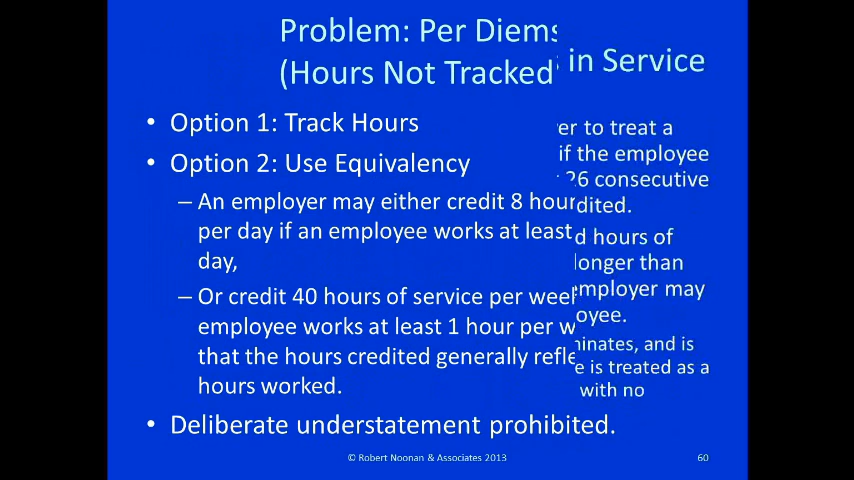 Problem: Per Diems
(Hours Not Tracked
in Service
• Option 1: Track Hours
• Option 2: Use Equivalency
– An employer may either credit 8 hour
per day if an employee works at least
day,
– Or credit 40 hours of service per week
employee works at least 1 hour per w
that the hours credited generally refle
hours worked.
• Deliberate understatement prohibited.
er to treat a
if the employee
26 consecutive
dited.
d hours of
longer than
employer may
oyee.
ninates, and is
e is treated as a
with no
© Robert Noonan & Associates 2013
60